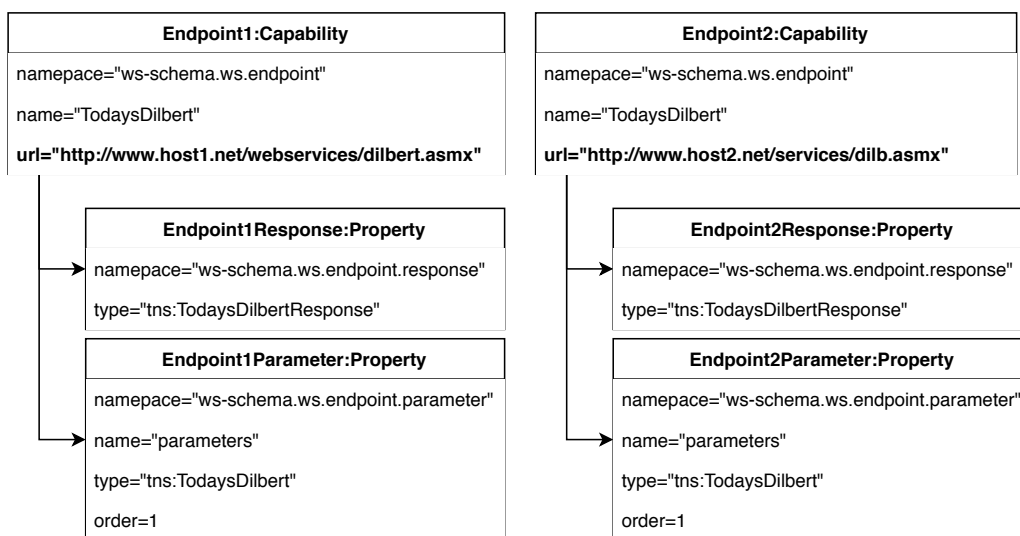 Endpoint1:Capability
namepace="ws-schema.ws.endpoint"
name="TodaysDilbert"
url="http://www.host1.net/webservices/dilbert.asmx"
Endpoint1Response:Property
namepace="ws-schema.ws.endpoint.response"
type="tns:TodaysDilbertResponse"
Endpoint1Parameter:Property
namepace="ws-schema.ws.endpoint.parameter"
name="parameters"
type="tns:TodaysDilbert"
order=1
Endpoint2:Capability
namepace="ws-schema.ws.endpoint"
name="TodaysDilbert"
url="http://www.host2.net/services/dilb.asmx"
Endpoint2Response:Property
namepace="ws-schema.ws.endpoint.response"
type="tns:TodaysDilbertResponse"
Endpoint2Parameter:Property
namepace="ws-schema.ws.endpoint.parameter"
name="parameters"
type="tns:TodaysDilbert"
order=1